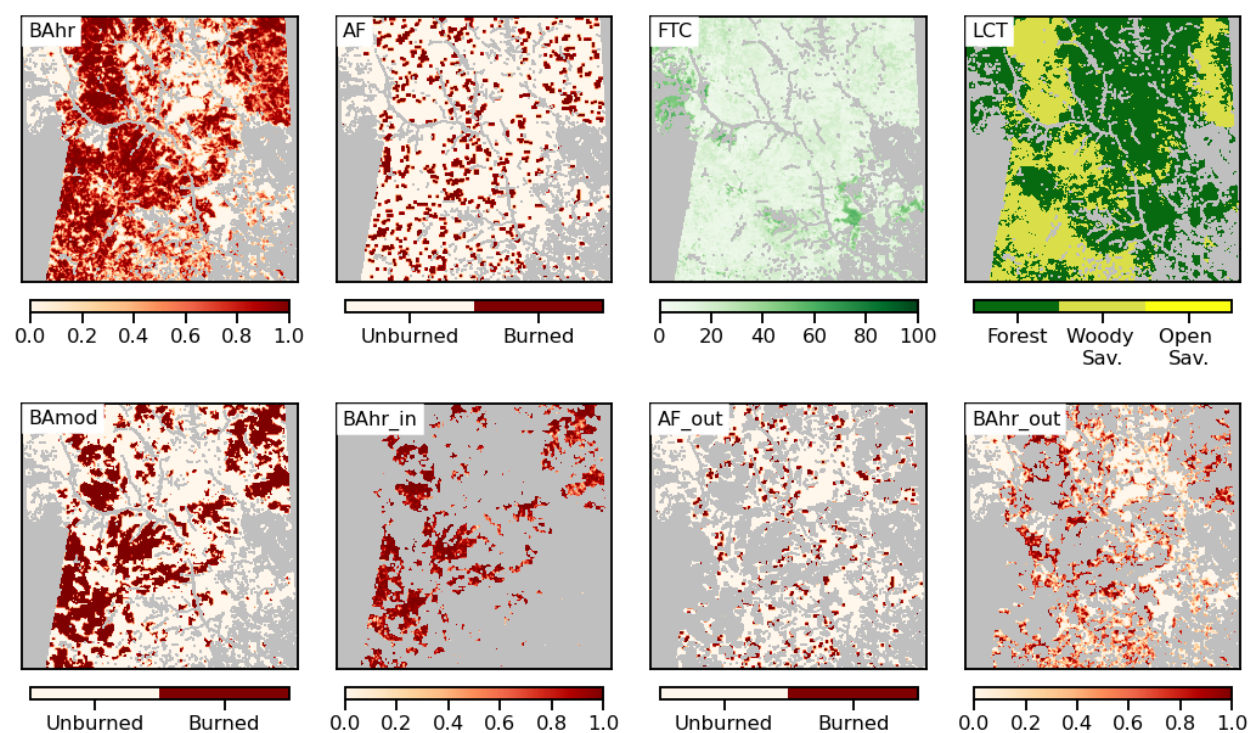 BAhr AF FTC LCT
0.0 0.2 0.4 0.6 0.8 1.0 Unburned Burned 0 20 40 60 80 100 Forest Woody Open
Sav. Sav.
BAmod BAhr_in AF_out BAhr_out
Unburned Burned 0.0 0.2 0.4 0.6 0.8 1.0 Unburned Burned 0.0 0.2 0.4 0.6 0.8 1.0